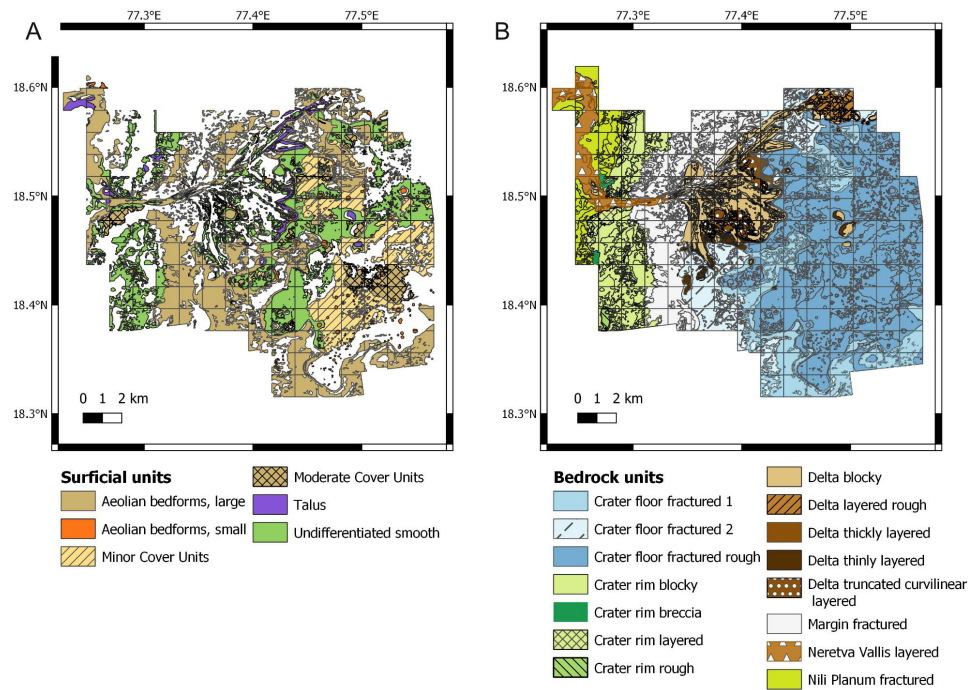 A
77.3°E 77.4°E 77.5°E
18.6°N
18.5°N
18.4°N
18.3°N
0 1 2 km
Surficial units
Aeolian bedforms, large
Aeolian bedforms, small
Minor Cover Units
Moderate Cover Units
Talus
Undifferentiated smooth
B
77.3°E 77.4°E 77.5°E
18.6°N
18.5°N
18.4°N
18.3°N
0 1 2 km
Bedrock units
Crater floor fractured 1
Crater floor fractured 2
Crater floor fractured rough
Crater rim blocky
Crater rim breccia
Crater rim layered
Crater rim rough
Delta blocky
Delta layered rough
Delta thickly layered
Delta thinly layered
Delta truncated curvilinear
layered
Margin fractured
Neretva Vallis layered
Nili Planum fractured